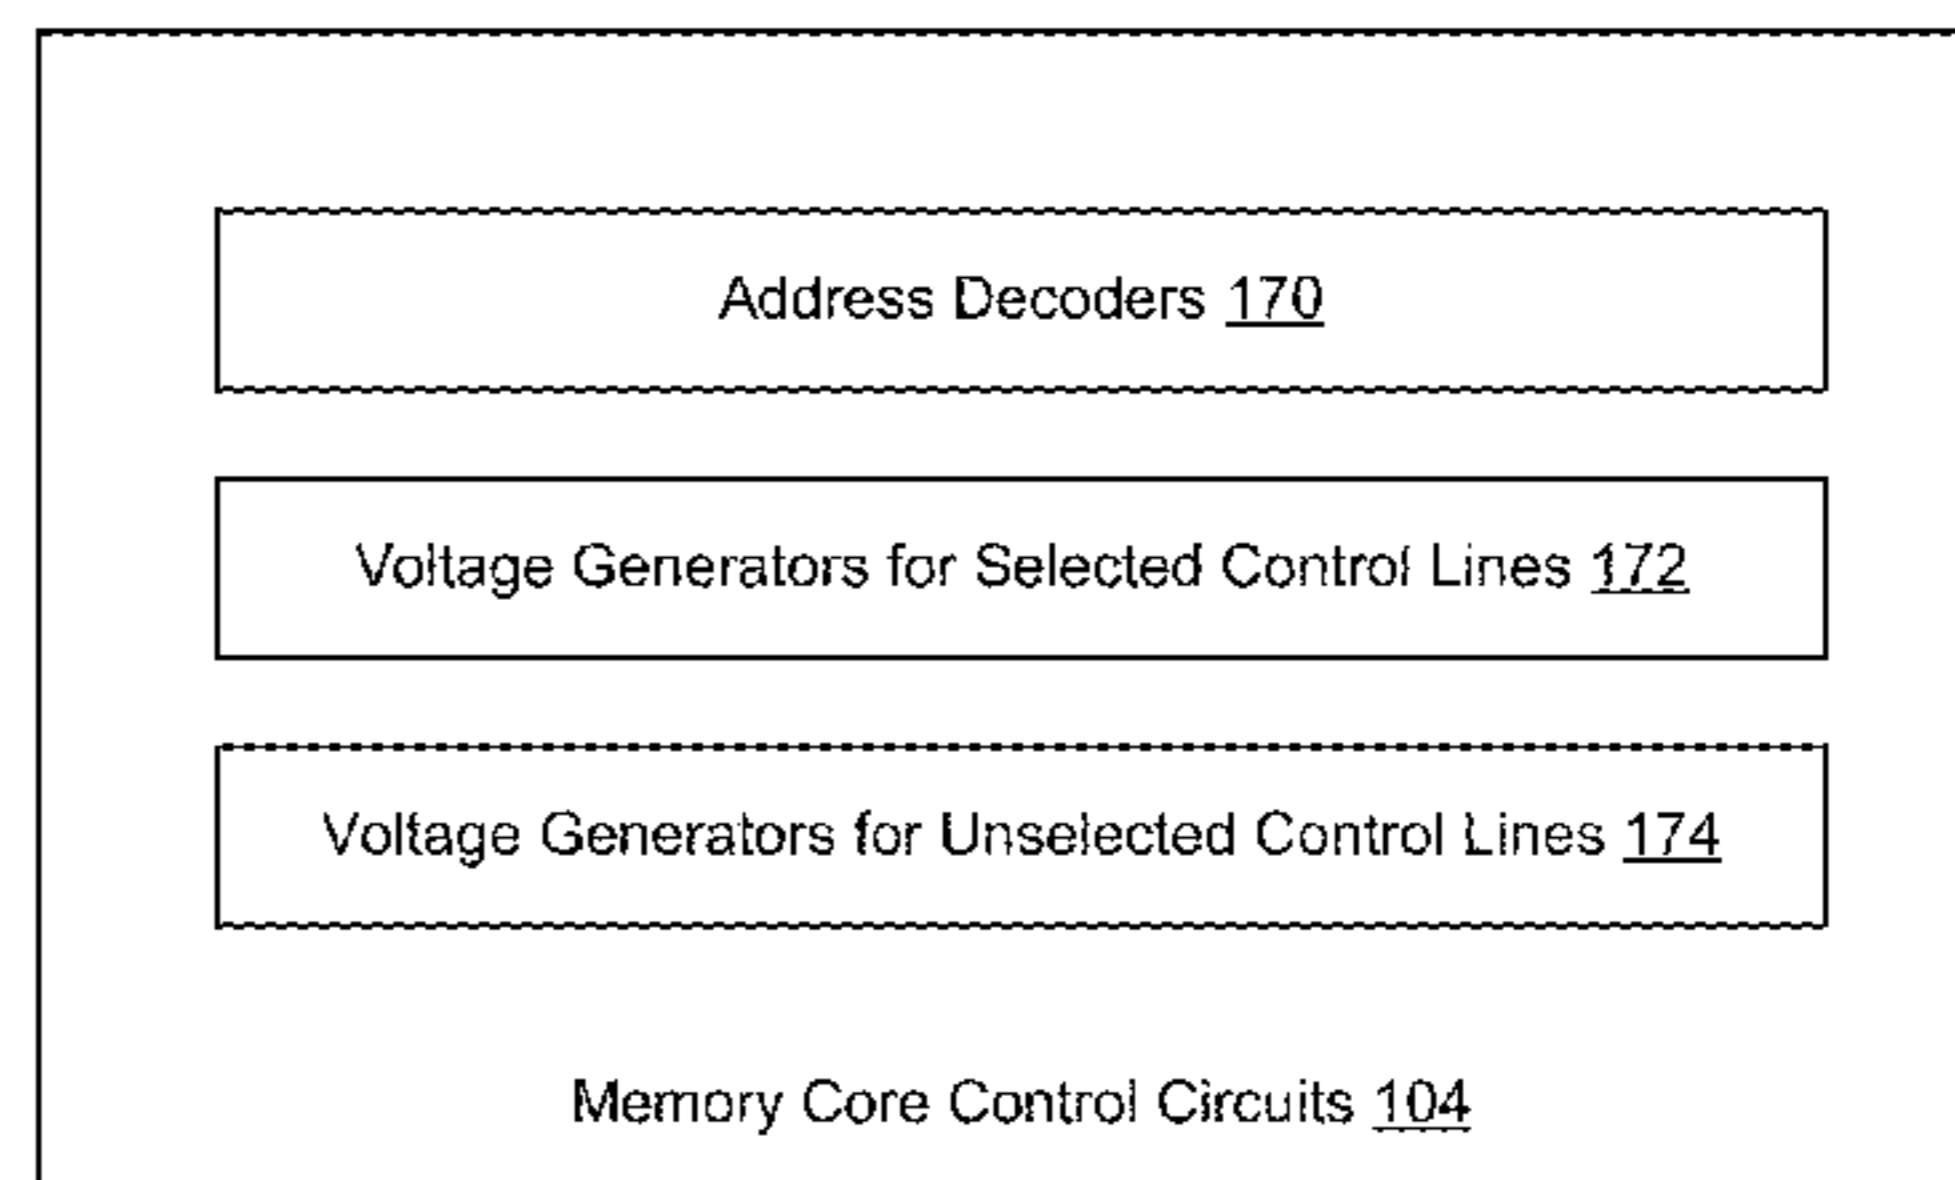 Address Decoders 170
Voltage Generators for Selected Control Lines 172
Voltage Generators for Unselected Control Lines 174
Memory Core Control Circuits 104